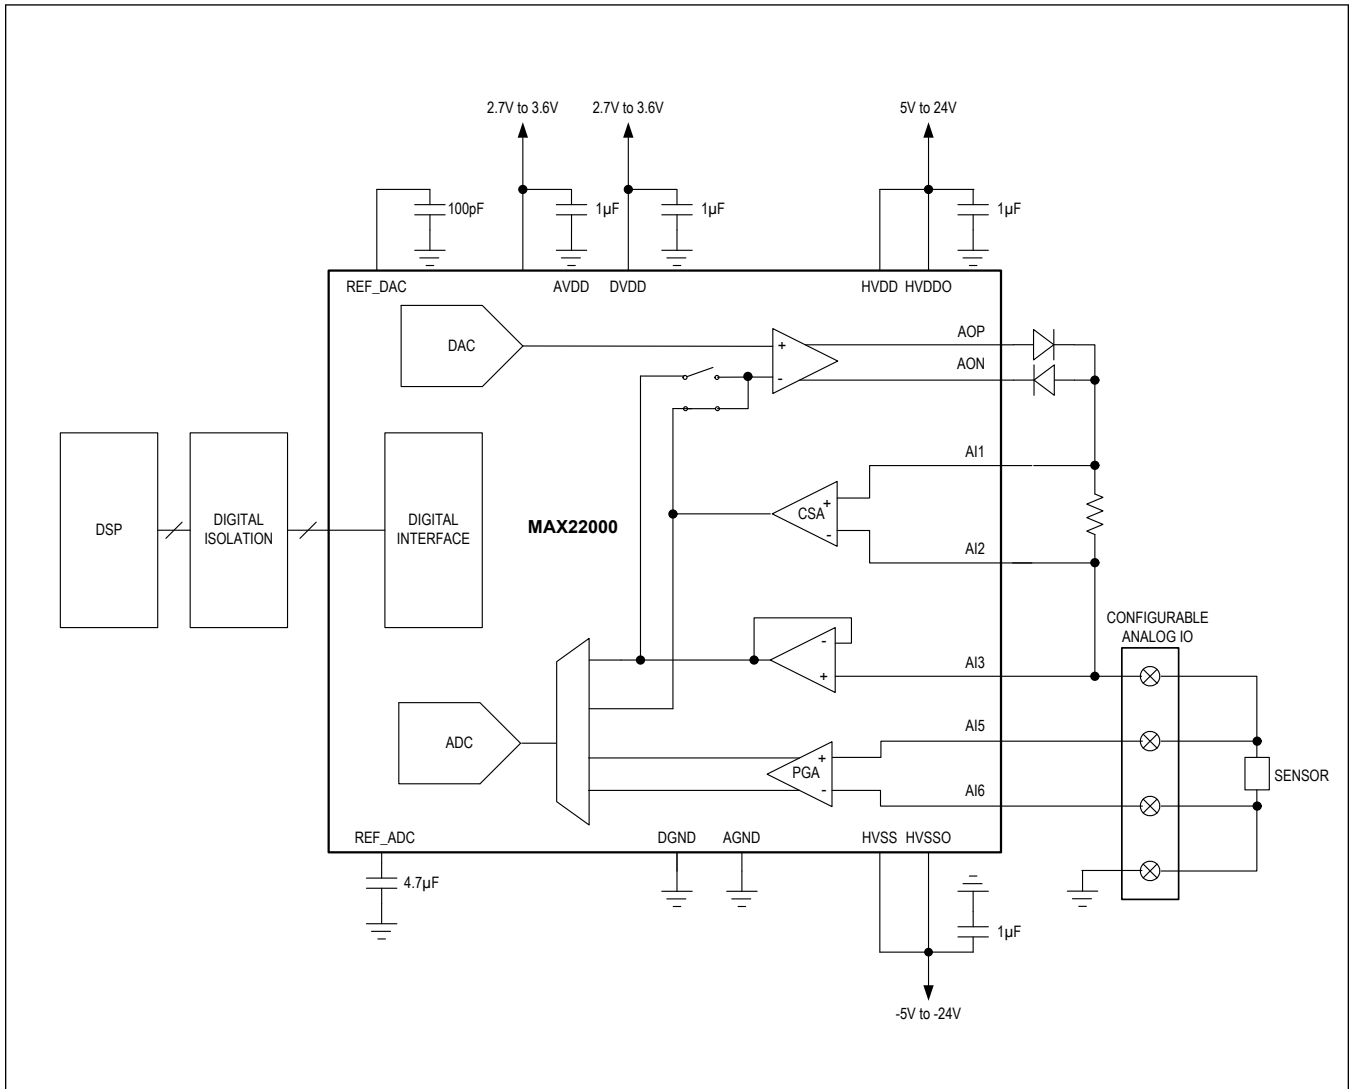 2.7V to 3.6V
2.7V to 3.6V
5V to 24V
100pF
1µF
1µF
1µF
REF_DAC
AVDD
DVDD
HVDD
HVDDO
DAC
+
-
AOP
AON
AI1
CSA
+
-
AI2
DSP
DIGITAL
ISOLATION
DIGITAL
INTERFACE
MAX22000
CONFIGURABLE
ANALOG IO
-
+
AI3
ADC
PGA
+
-
AI5
AI6
SENSOR
REF_ADC
DGND
AGND
HVSS
HVSSO
4.7µF
1µF
-5V to -24V